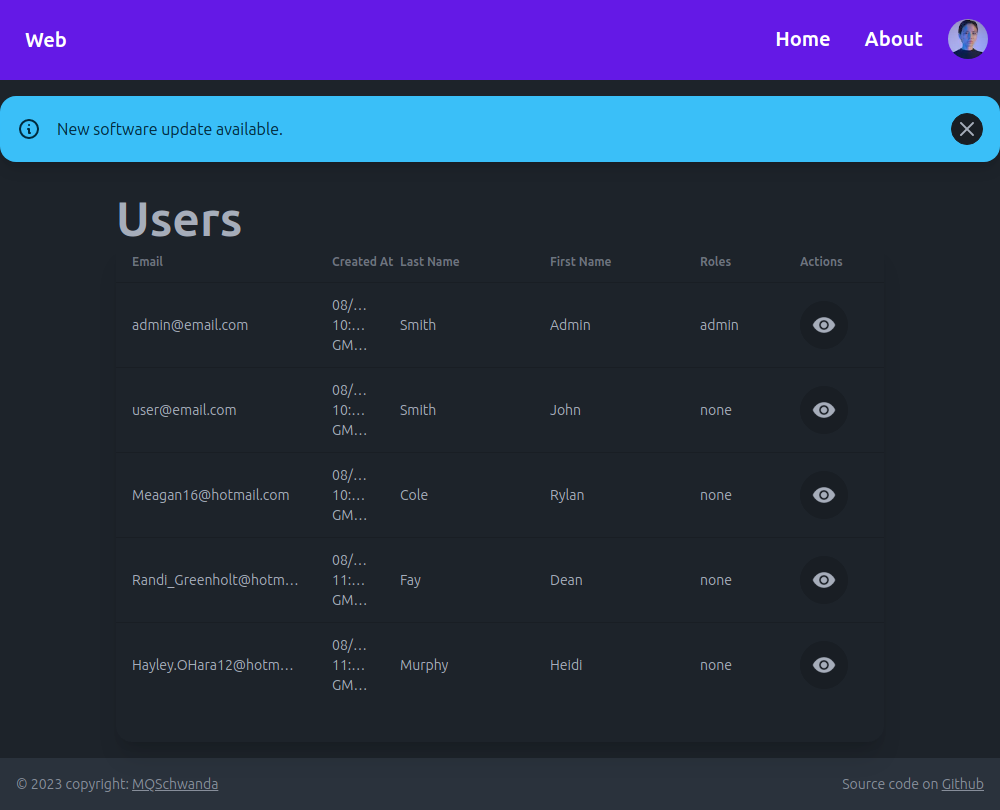 Web Home About
New software update available.
Users
Email Created At Last Name First Name Roles Actions
08/...
admin@email.com 10:... Smith Admin admin
GM...
08/...
user@email.com 10:... Smith John none
GM...
08/...
Meagan16@hotmail.com 10:... Cole Rylan none
GM...
08/...
Randi_Greenholt@hotm... 11:... Fay Dean none
GM...
08/...
Hayley.OHara12@hotm... 11:... Murphy Heidi none
GM...
© 2023 copyright: MQSchwanda Source code on Github